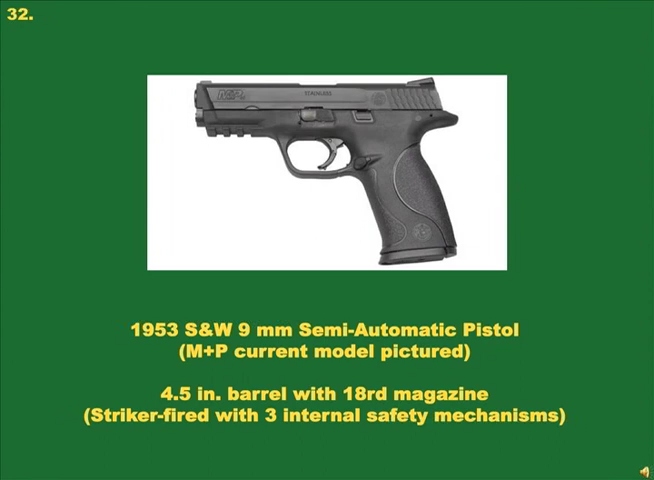 32.
M&P
STAINLESS
1953 S&W 9 mm Semi-Automatic Pistol
(M+P current model pictured)
4.5 in. barrel with 18rd magazine
(Striker-fired with 3 internal safety mechanisms)